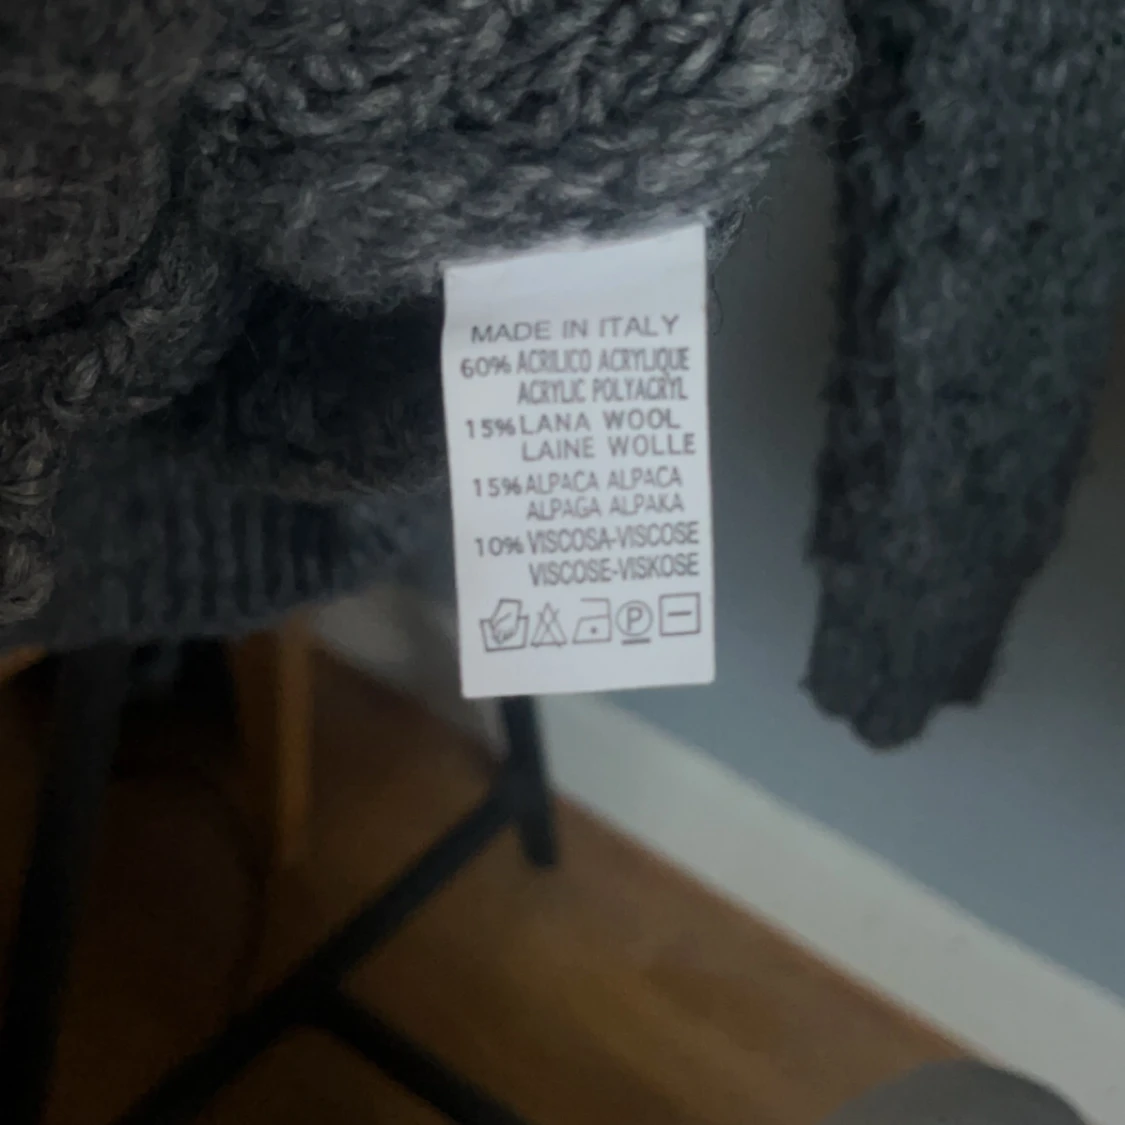 MADE IN ITALY
60% ACRILICO ACRYLIQUE
ACRYLIC POLYACRYL
15% LANA WOOL
LAINE WOLLE
15% ALPACA ALPACA
ALPAGA ALPAKA
10% VISCOSA-VISCOSE
VISCOSE-VISKOSE
P